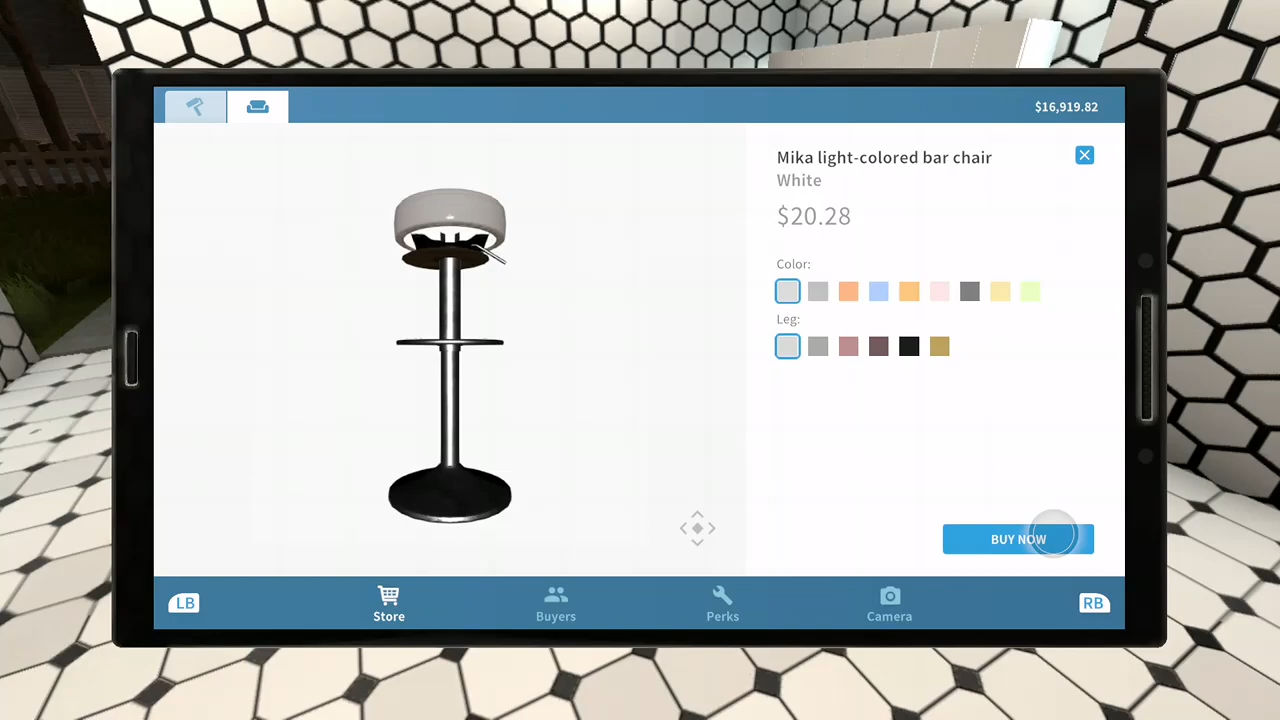 $16,919.82
Mika light-colored bar chair
White
$20.28
Color:
Leg:
BUY NOW
LB
Store
Buyers
Perks
Camera
RB